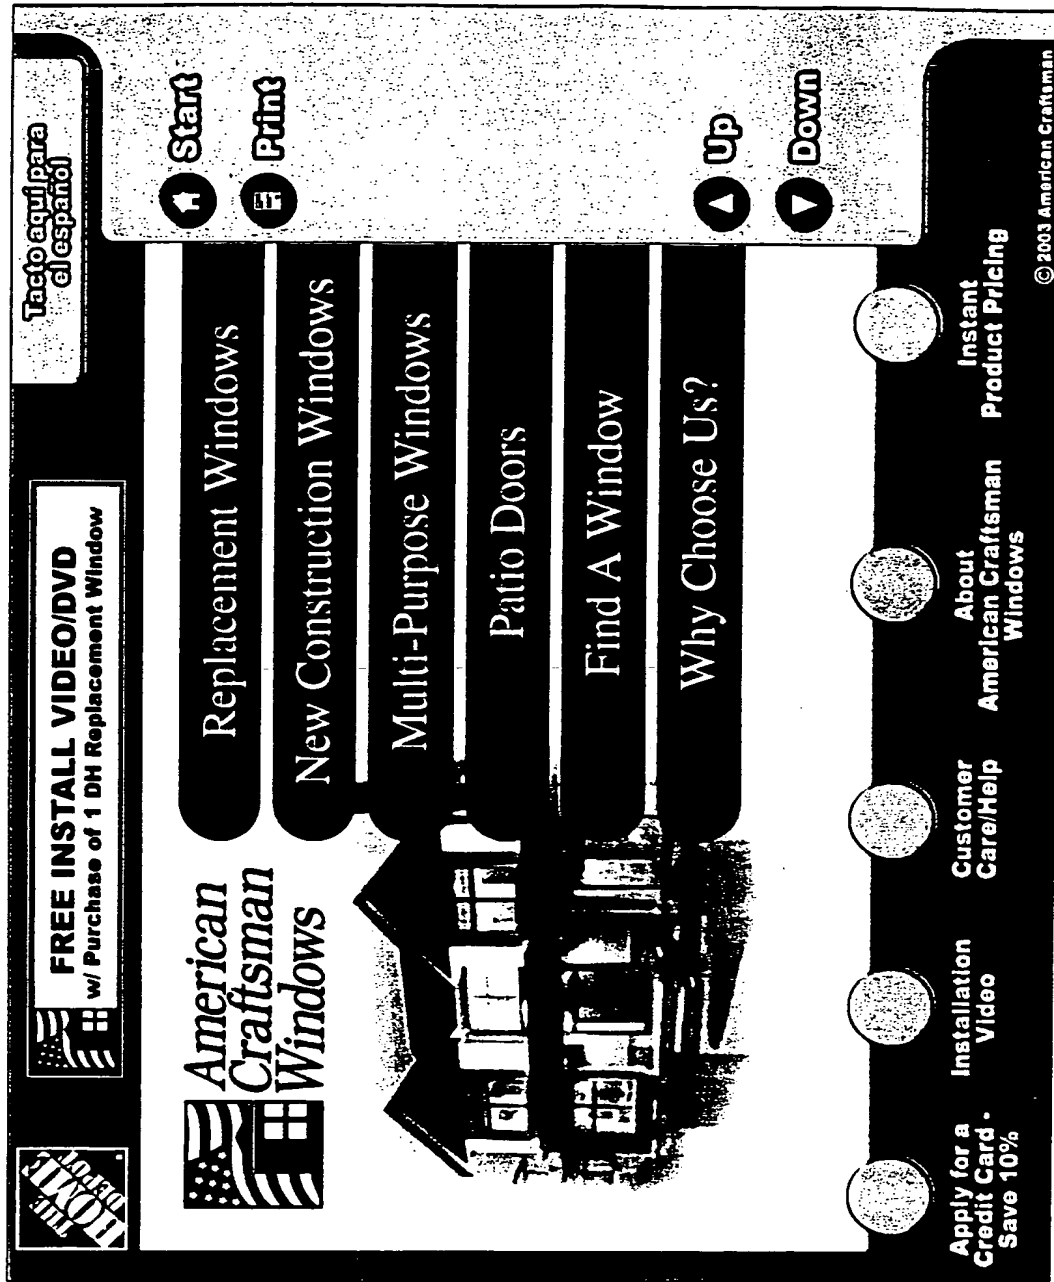 THE
HOME
DEPOT
FREE INSTALL VIDEO/DVD
w/ Purchase of 1 DH Replacement Window
Tacto aquí para
el español
American
Craftsman
Windows
Replacement Windows
New Construction Windows
Multi-Purpose Windows
Patio Doors
Find A Window
Why Choose Us?
Start
Print
Up
Down
Apply for a
Credit Card -
Save 10%
Installation
Video
Customer
Care/Help
About
American Craftsman
Windows
Instant
Product Pricing
© 2003 American Craftsman